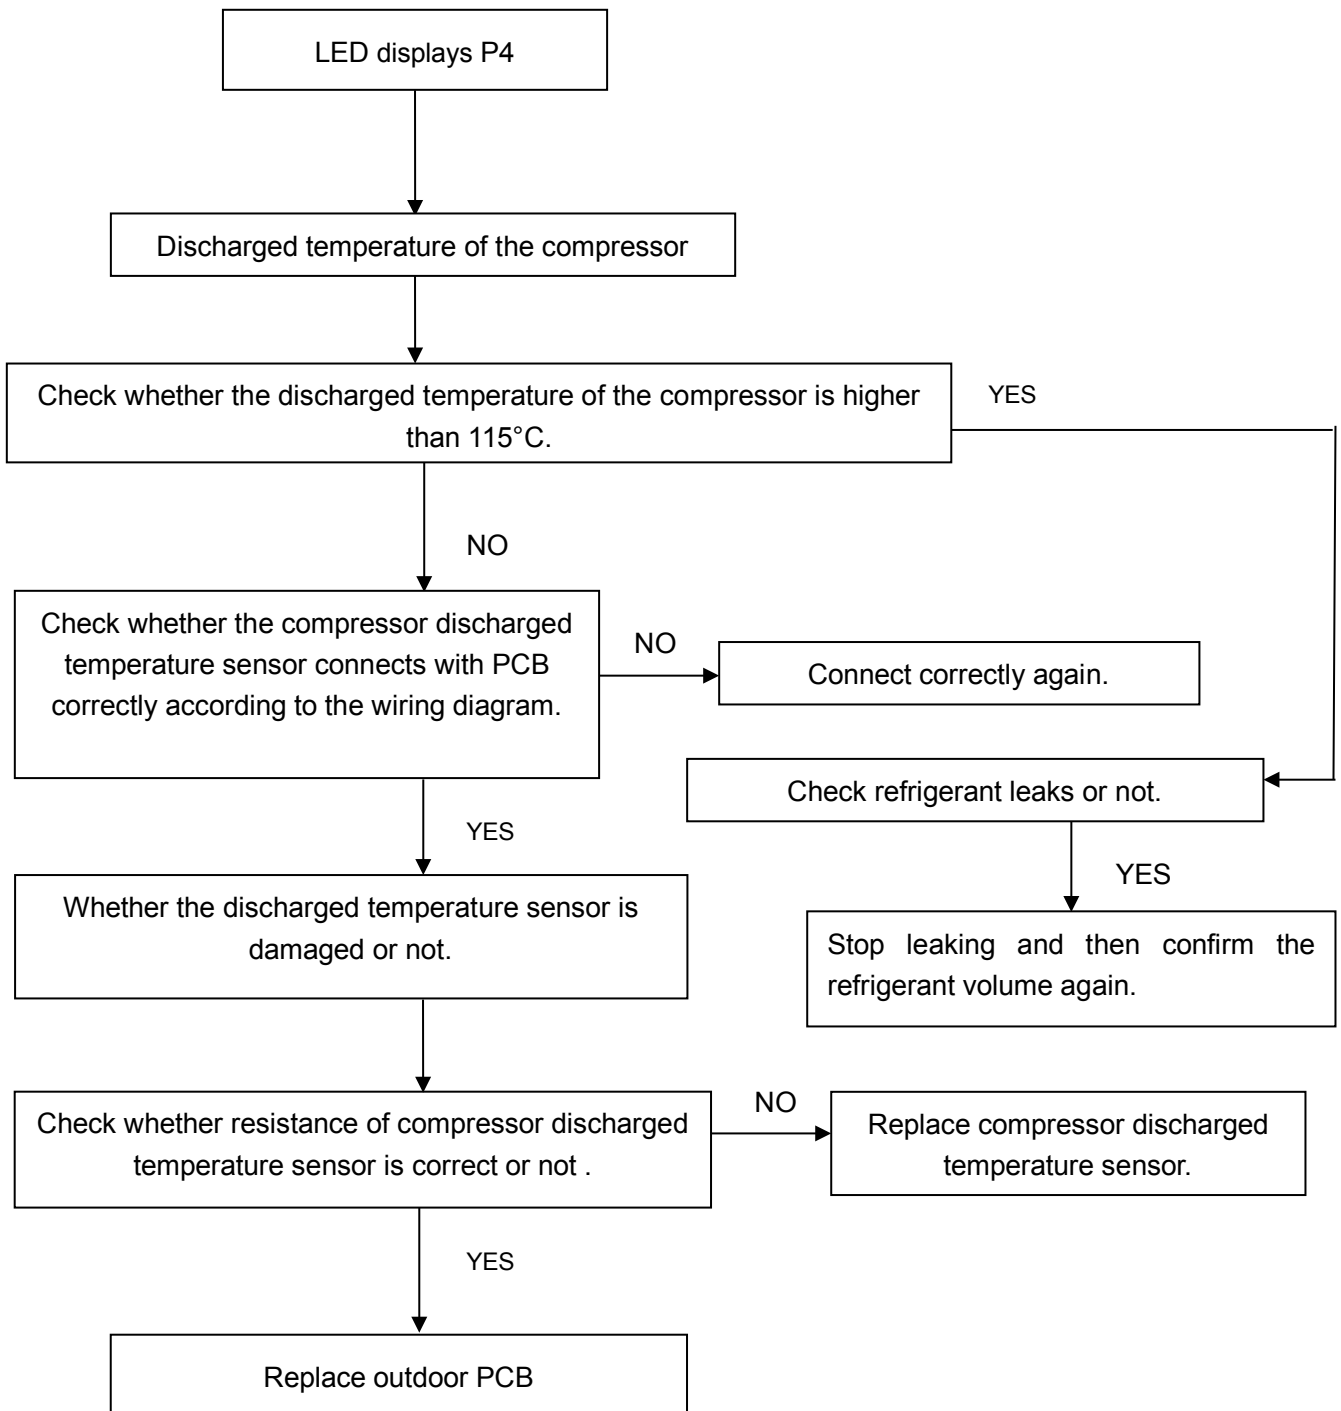 LED displays P4
Discharged temperature of the compressor
Check whether the discharged temperature of the compressor is higher
than 115°C.
YES
NO
Check whether the compressor discharged
temperature sensor connects with PCB
correctly according to the wiring diagram.
NO
Connect correctly again.
Check refrigerant leaks or not.
YES
YES
Whether the discharged temperature sensor is
damaged or not.
Stop leaking and then confirm the
refrigerant volume again.
Check whether resistance of compressor discharged
temperature sensor is correct or not .
NO
Replace compressor discharged
temperature sensor.
YES
Replace outdoor PCB